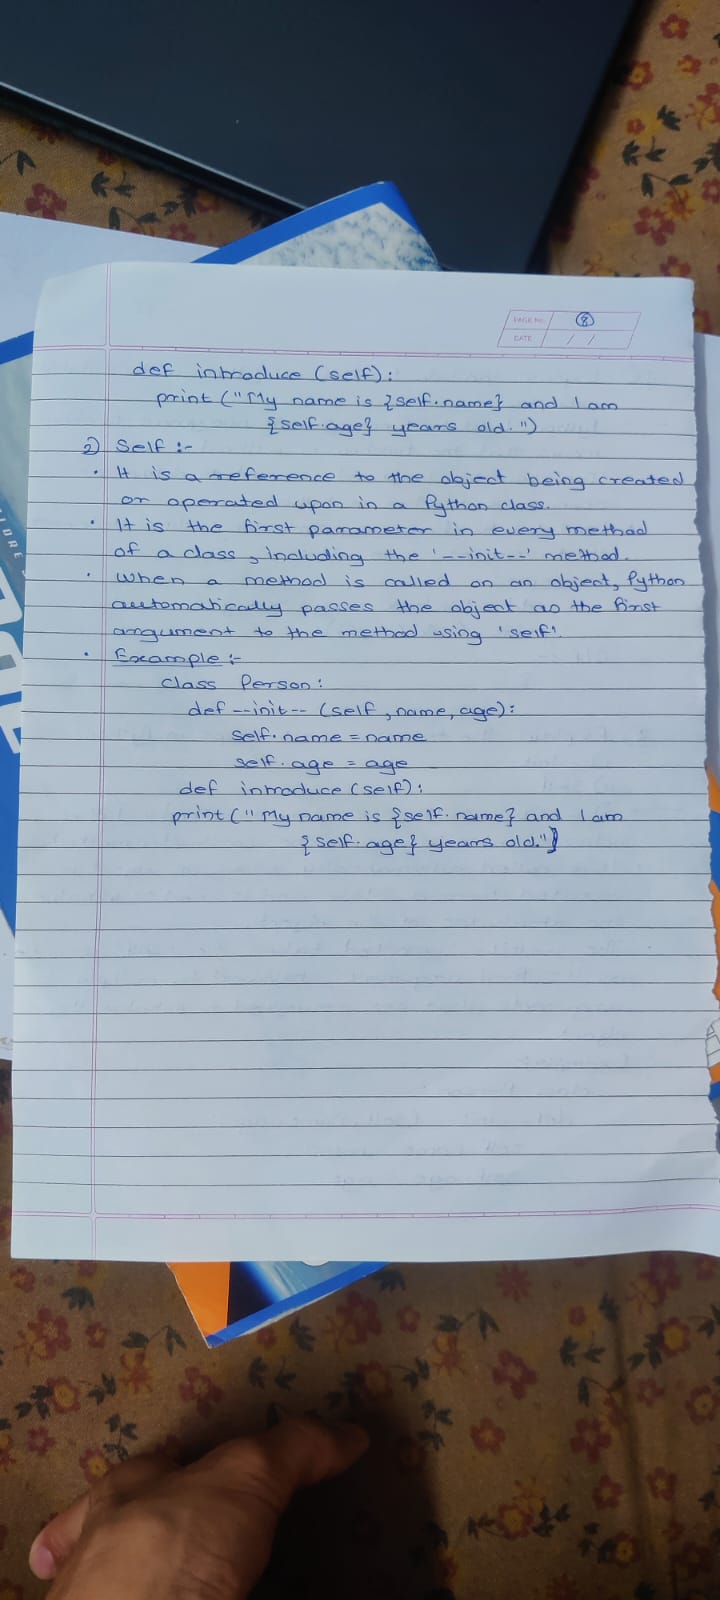 PAGE No. 8
DATE / /
def introduce (self):
print ("My name is {self.name} and I am
{self.age} years old.")
2) Self :-
• It is a reference to the object being created
or operated upon in a Python class.
• It is the first parameter in every method
of a class, including the '--init--' method.
• When a method is called on an object, Python
automatically passes the object as the first
argument to the method using 'self'.
• Example :-
class Person:
def --init-- (self, name, age):
self.name = name
self.age = age
def introduce (self):
print (" My name is {self.name} and I am
{self.age} years old.")